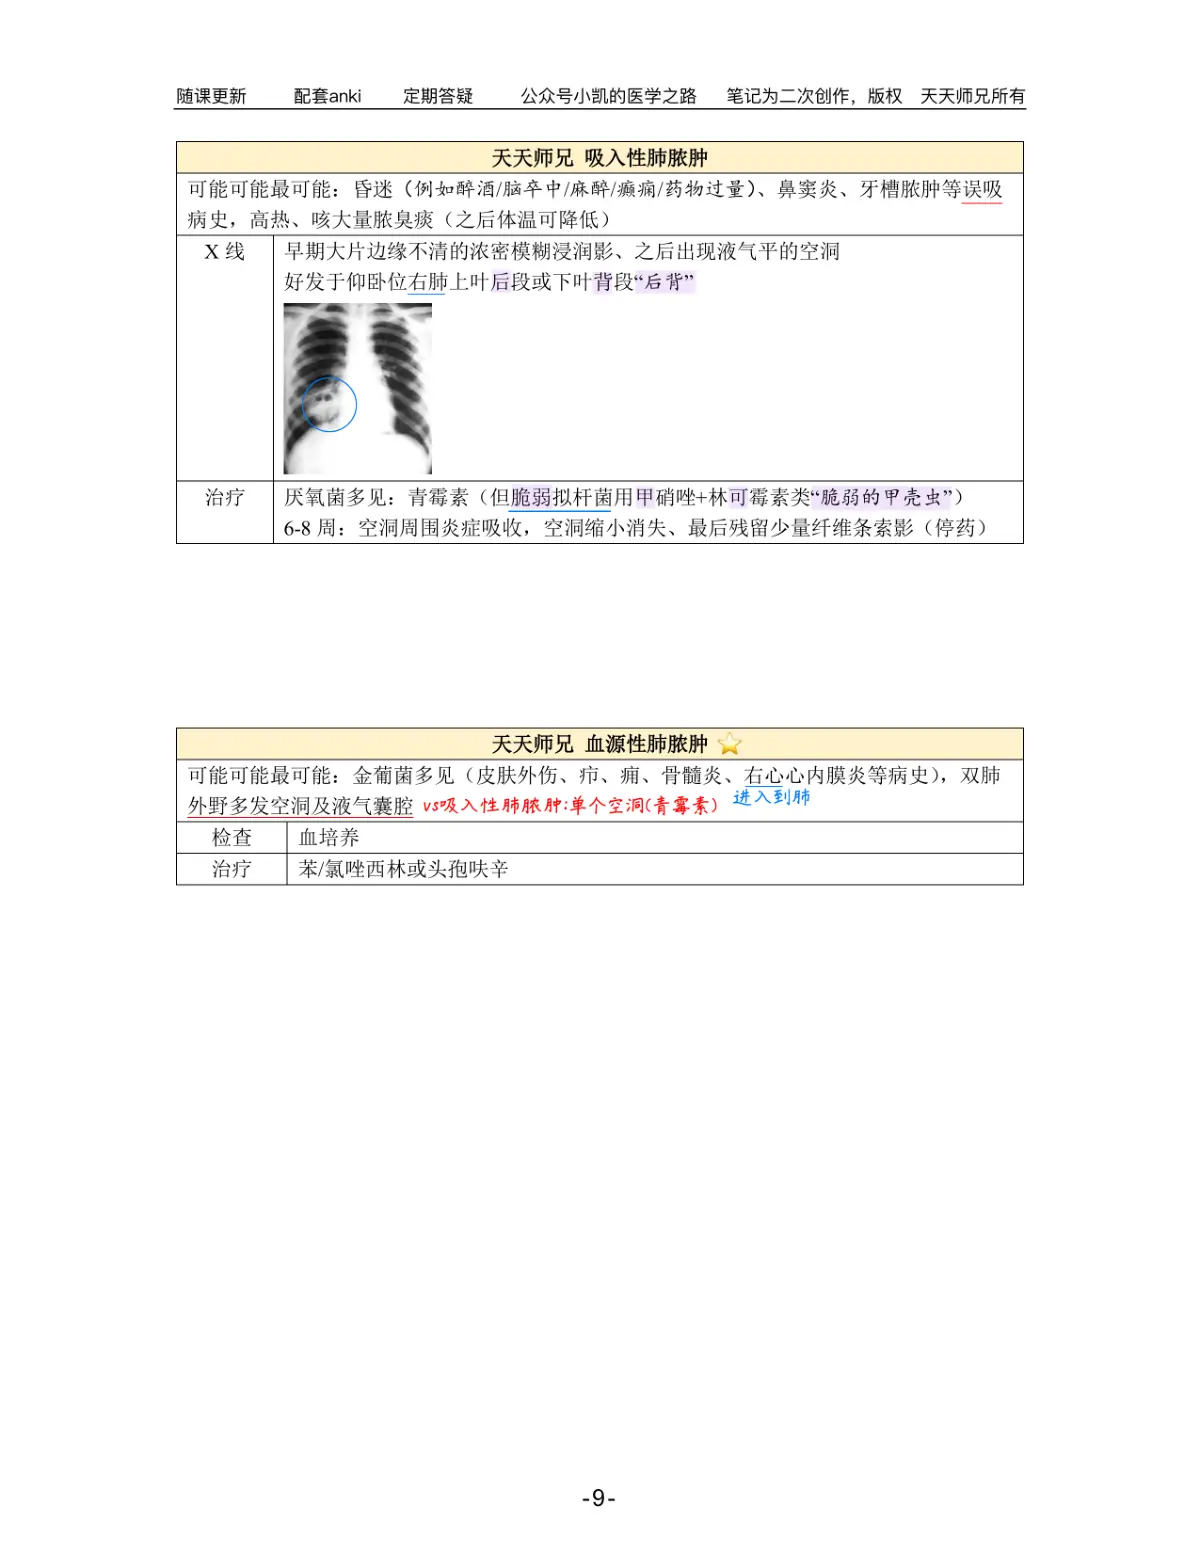 随课更新 配套anki 定期答疑 公众号小凯的医学之路 笔记为二次创作，版权 天天师兄所有
天天师兄 吸入性肺脓肿
可能可能最可能：昏迷（例如醉酒/脑卒中/麻醉/癫痫/药物过量）、鼻窦炎、牙槽脓肿等误吸
病史，高热、咳大量脓臭痰（之后体温可降低）
X 线
早期大片边缘不清的浓密模糊浸润影、之后出现液气平的空洞
好发于仰卧位右肺上叶后段或下叶背段“后背”
治疗
厌氧菌多见：青霉素（但脆弱拟杆菌用甲硝唑+林可霉素类“脆弱的甲壳虫”）
6-8 周：空洞周围炎症吸收，空洞缩小消失、最后残留少量纤维条索影（停药）
天天师兄 血源性肺脓肿
可能可能最可能：金葡菌多见（皮肤外伤、疖、痈、骨髓炎、右心心内膜炎等病史），双肺
外野多发空洞及液气囊腔 vs吸入性肺脓肿:单个空洞(青霉素) 进入到肺
检查 血培养
治疗 苯/氯唑西林或头孢呋辛
-9-